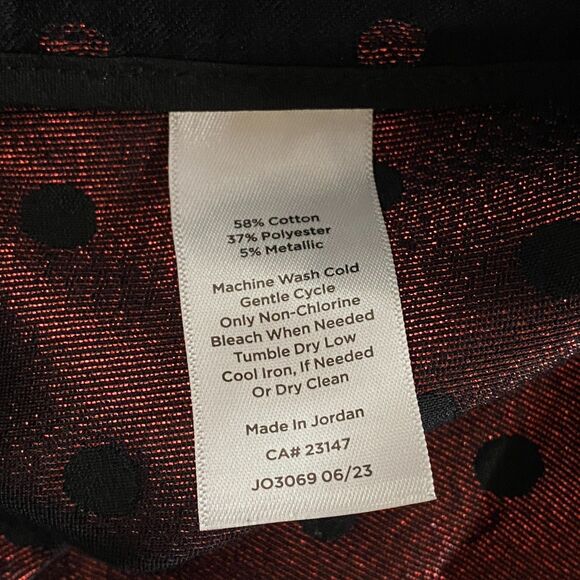 58% Cotton
37% Polyester
5% Metallic
Machine Wash Cold
Gentle Cycle
Only Non-Chlorine
Bleach When Needed
Tumble Dry Low
Cool Iron, If Needed
Or Dry Clean
Made In Jordan
CA# 23147
JO3069 06/23